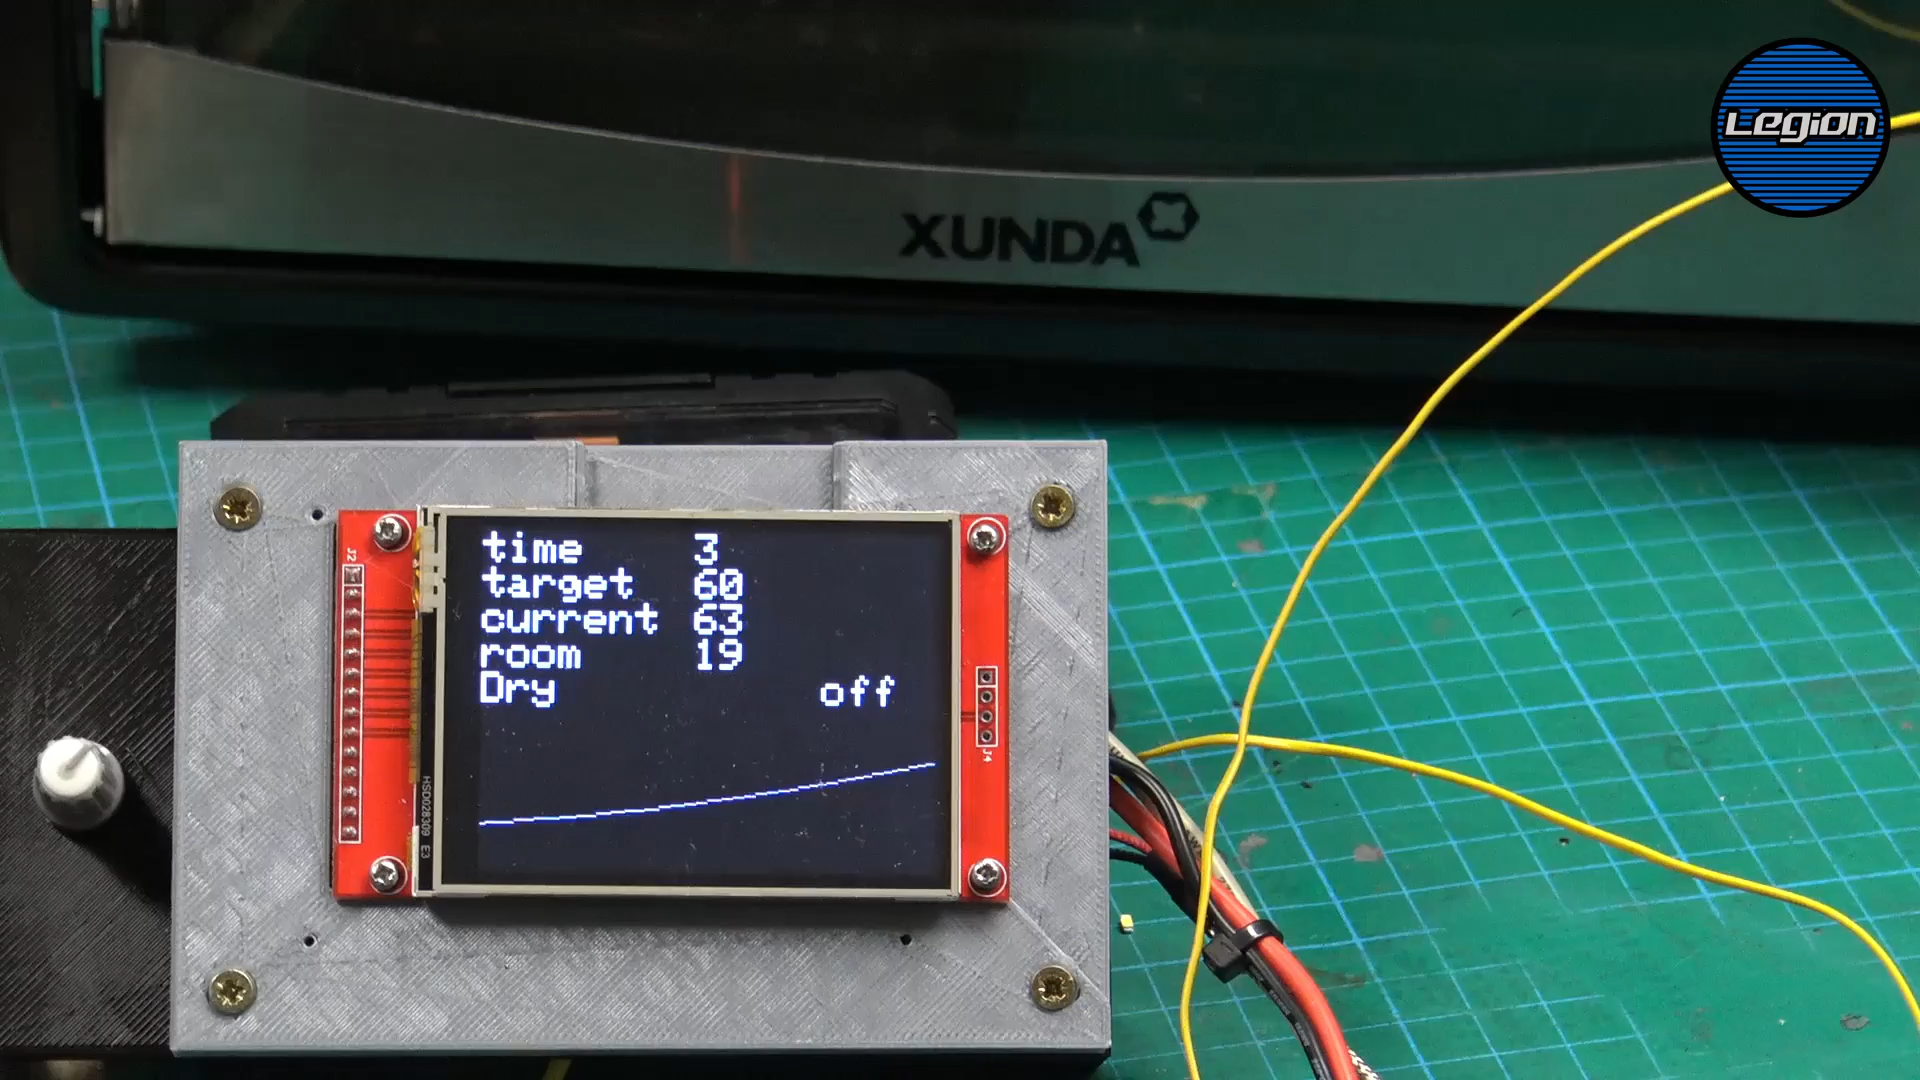 Legion
XUNDA
J2
time 3
target 60
current 63
room 19
Dry off
J4
HSD028309 E3